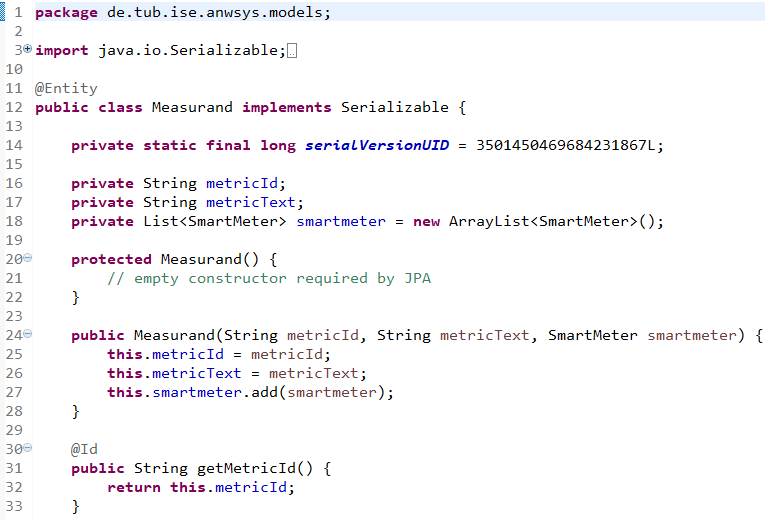 1 package de.tub.ise.anwsys.models;
2
3 import java.io.Serializable;
10
11 @Entity
12 public class Measurand implements Serializable {
13
14     private static final long serialVersionUID = 3501450469684231867L;
15
16     private String metricId;
17     private String metricText;
18     private List<SmartMeter> smartmeter = new ArrayList<SmartMeter>();
19
20     protected Measurand() {
21         // empty constructor required by JPA
22     }
23
24     public Measurand(String metricId, String metricText, SmartMeter smartmeter) {
25         this.metricId = metricId;
26         this.metricText = metricText;
27         this.smartmeter.add(smartmeter);
28     }
29
30     @Id
31     public String getMetricId() {
32         return this.metricId;
33     }